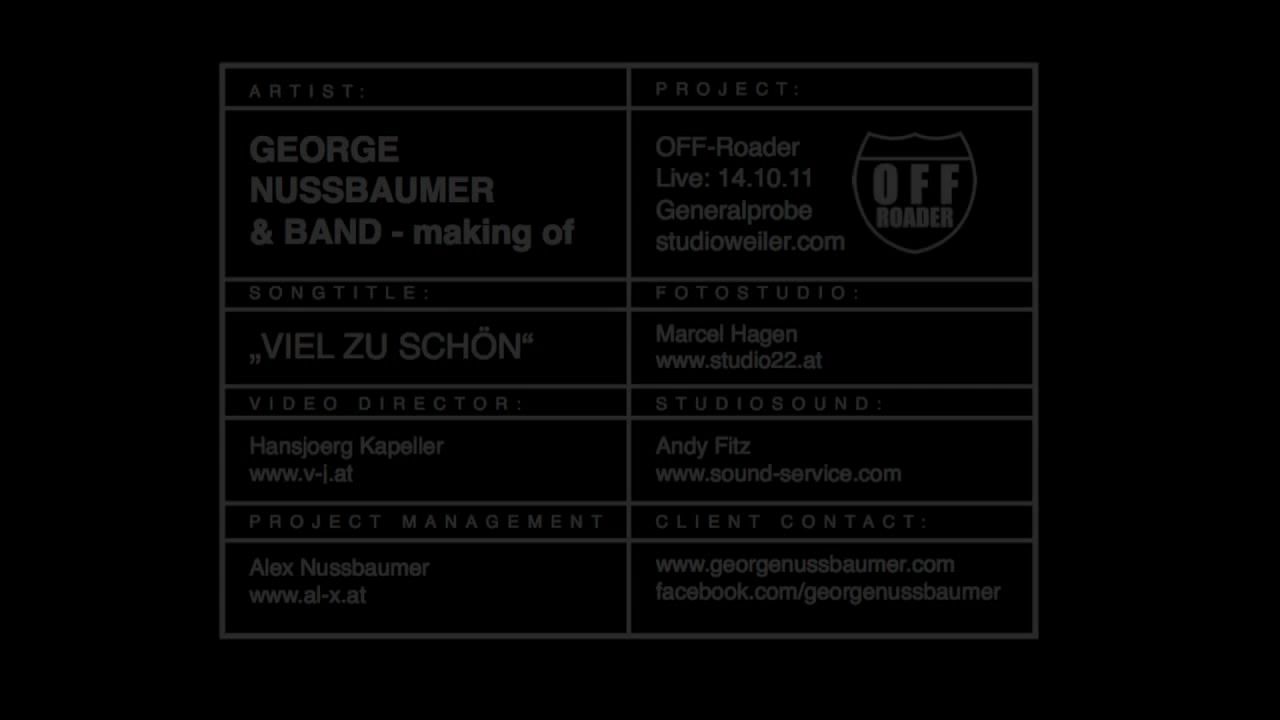 ARTIST:
GEORGE
NUSSBAUMER
& BAND - making of
PROJECT:
OFF-Roader
Live: 14.10.11
Generalprobe
studioweiler.com
OFF
ROADER
SONGTITLE:
„VIEL ZU SCHÖN“
FOTOSTUDIO:
Marcel Hagen
www.studio22.at
VIDEO DIRECTOR:
Hansjoerg Kapeller
www.v-j.at
STUDIOSOUND:
Andy Fitz
www.sound-service.com
PROJECT MANAGEMENT
Alex Nussbaumer
www.al-x.at
CLIENT CONTACT:
www.georgenussbaumer.com
facebook.com/georgenussbaumer